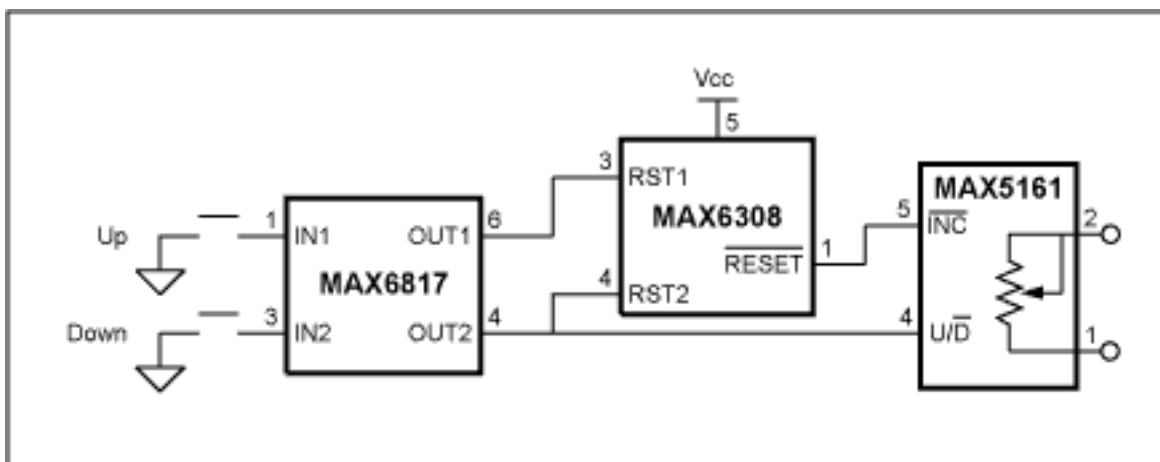 Vcc
5
3
RST1
MAX6308
RESET
1
4
RST2
Up
1
IN1
OUT1
6
MAX6817
Down
3
IN2
OUT2
4
MAX5161
5
INC
2
4
U/D
1